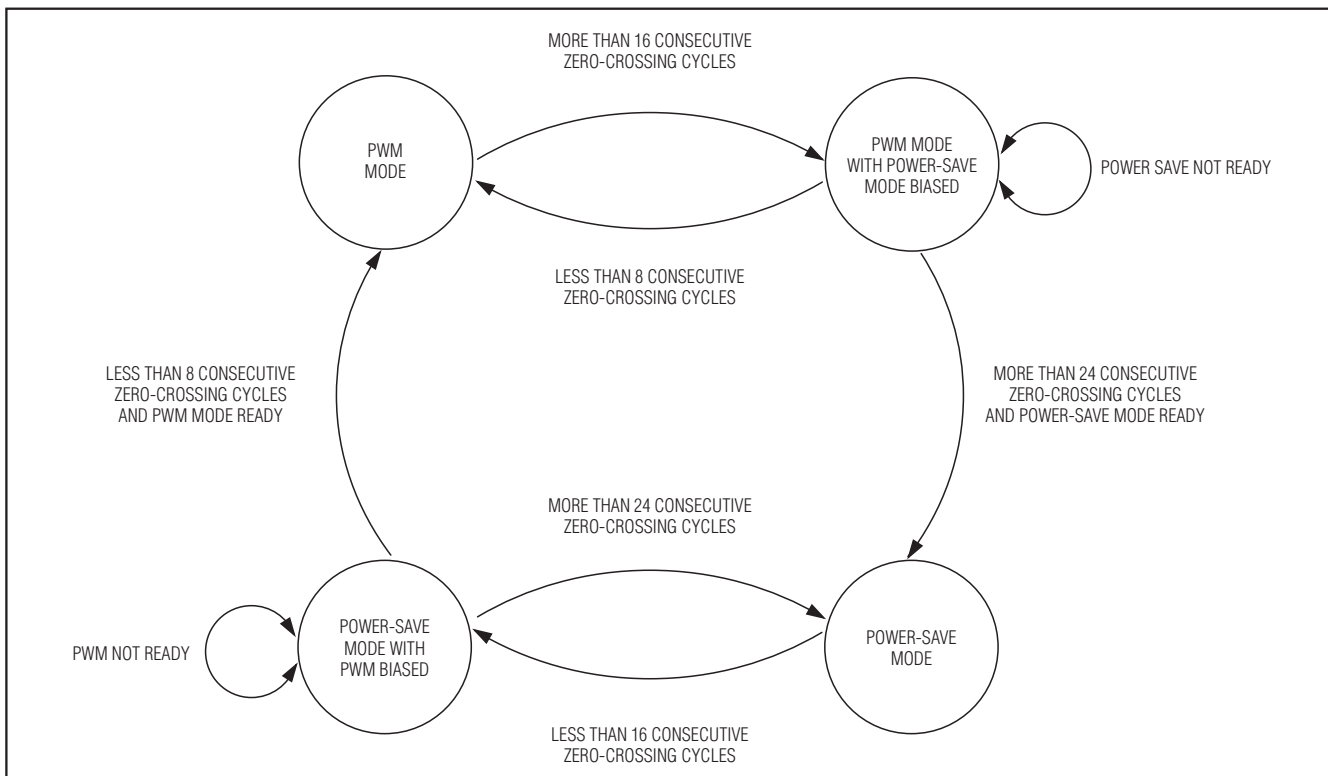 MORE THAN 16 CONSECUTIVE
ZERO-CROSSING CYCLES
PWM
MODE
PWM MODE
WITH POWER-SAVE
MODE BIASED
POWER SAVE NOT READY
LESS THAN 8 CONSECUTIVE
ZERO-CROSSING CYCLES
LESS THAN 8 CONSECUTIVE
ZERO-CROSSING CYCLES
AND PWM MODE READY
MORE THAN 24 CONSECUTIVE
ZERO-CROSSING CYCLES
AND POWER-SAVE MODE READY
MORE THAN 24 CONSECUTIVE
ZERO-CROSSING CYCLES
PWM NOT READY
POWER-SAVE
MODE WITH
PWM BIASED
POWER-SAVE
MODE
LESS THAN 16 CONSECUTIVE
ZERO-CROSSING CYCLES